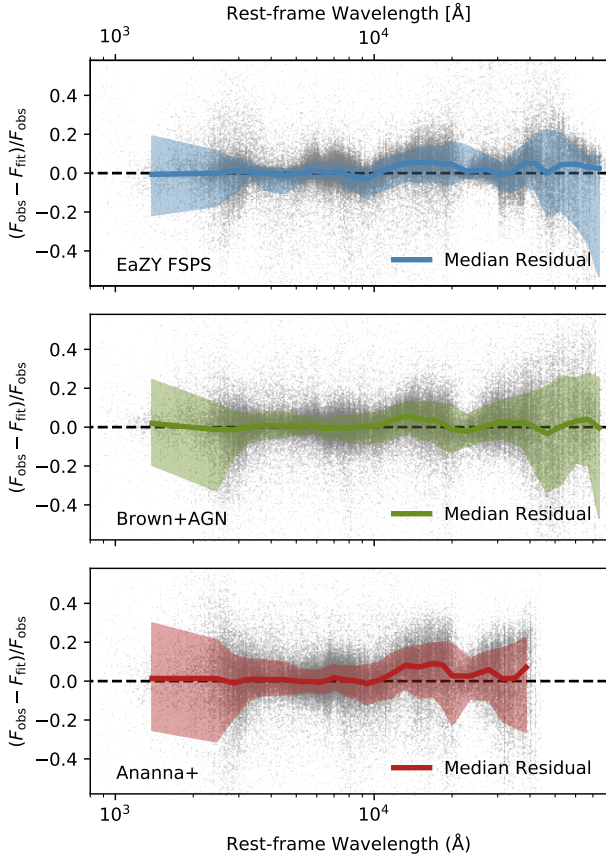 Rest-frame Wavelength [Å]
10³ 10⁴
0.4
0.2
0.0
−0.2
−0.4
(F_obs − F_fit)/F_obs
EaZY FSPS
Median Residual
0.4
0.2
0.0
−0.2
−0.4
(F_obs − F_fit)/F_obs
Brown+AGN
Median Residual
0.4
0.2
0.0
−0.2
−0.4
(F_obs − F_fit)/F_obs
Ananna+
Median Residual
10³ 10⁴
Rest-frame Wavelength (Å)